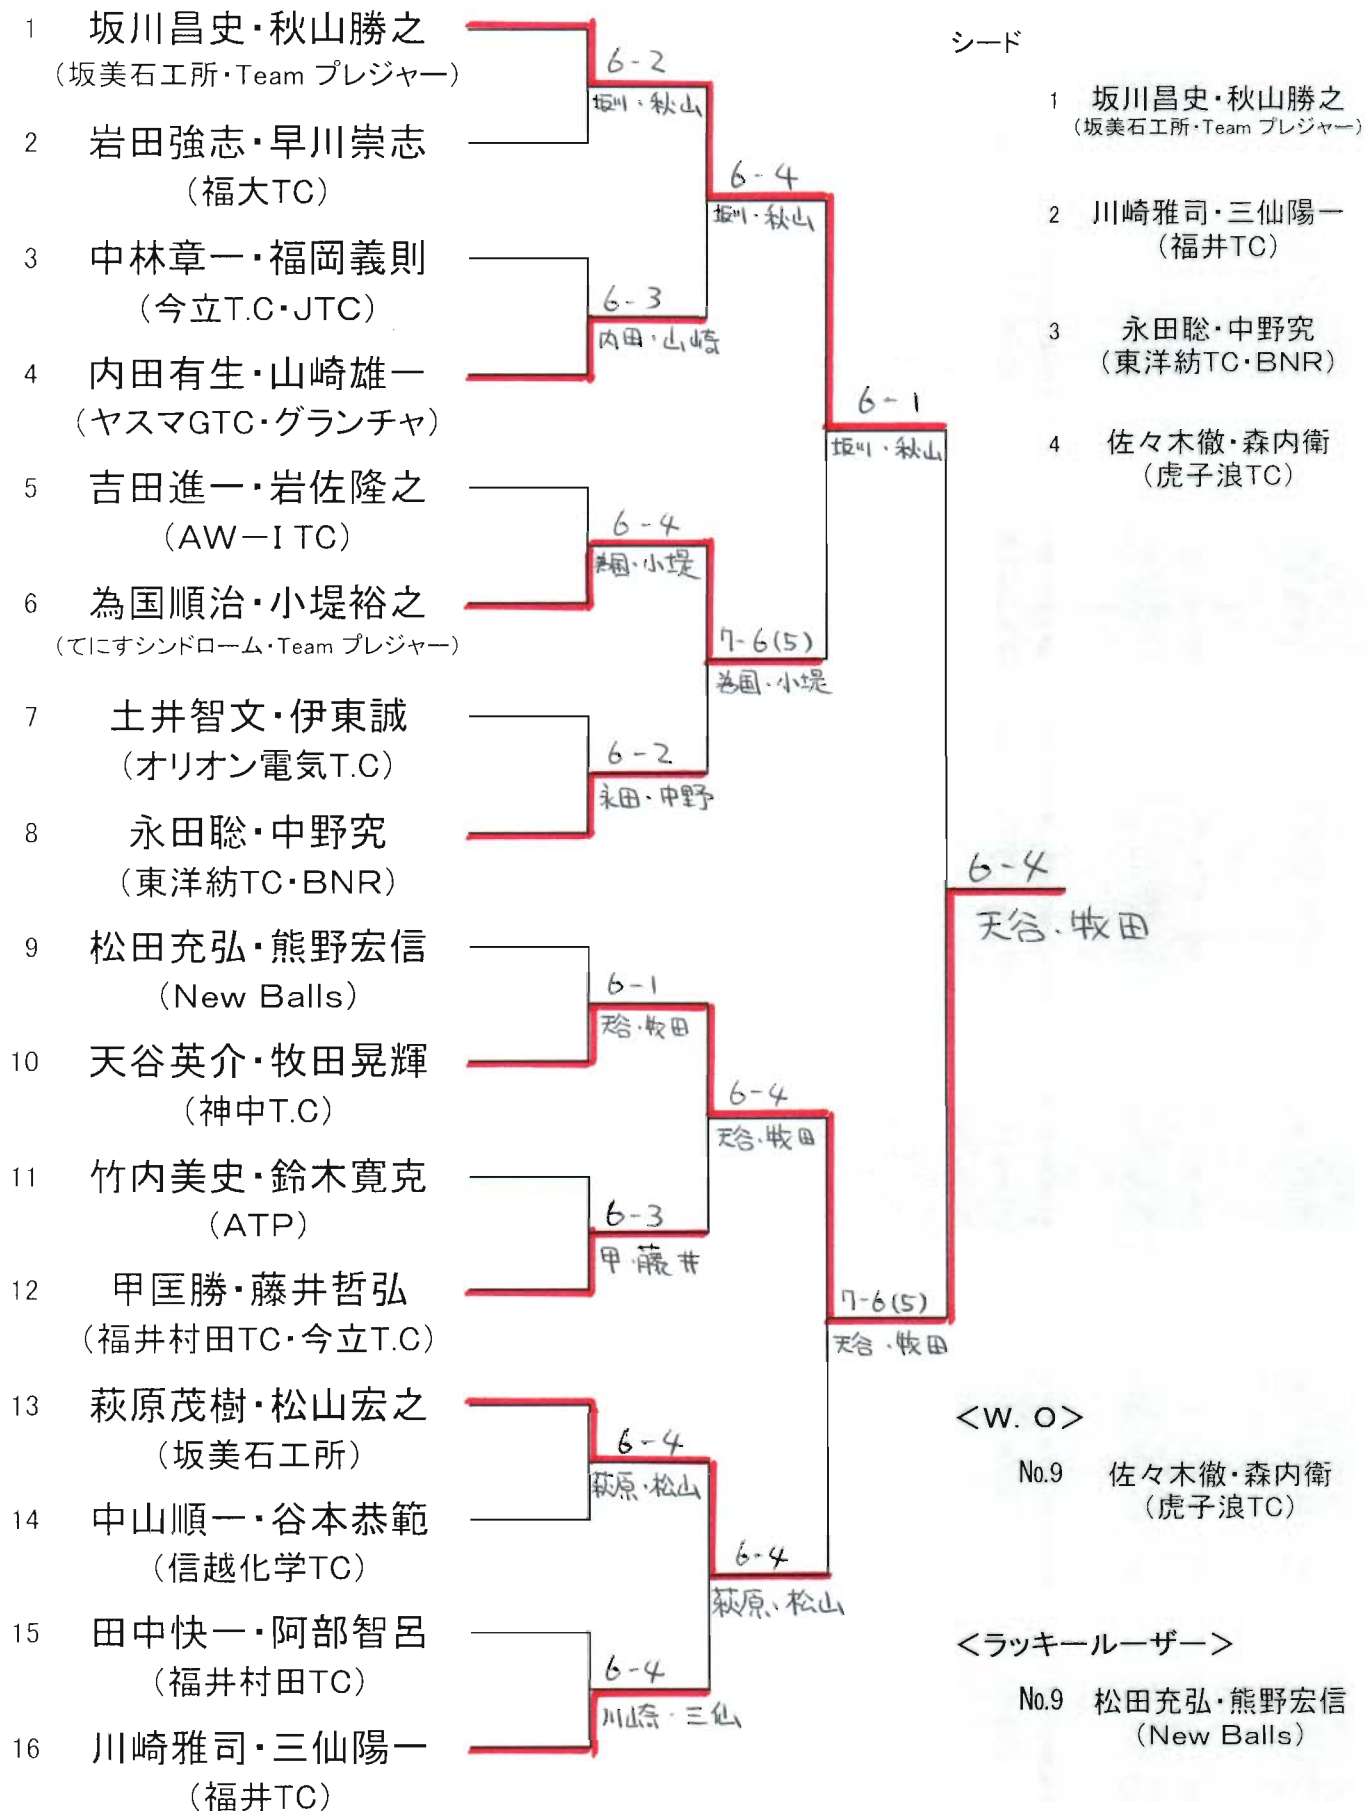 1 坂川昌史・秋山勝之
(坂美石工所・Team プレジャー)
2 岩田強志・早川崇志
(福大TC)
3 中林章一・福岡義則
(今立T.C・JTC)
4 内田有生・山崎雄一
(ヤスマGTC・グランチャ)
5 吉田進一・岩佐隆之
(AW－I TC)
6 為国順治・小堤裕之
(てにすシンドローム・Team プレジャー)
7 土井智文・伊東誠
(オリオン電気T.C)
8 永田聡・中野究
(東洋紡TC・BNR)
9 松田充弘・熊野宏信
(New Balls)
10 天谷英介・牧田晃輝
(神中T.C)
11 竹内美史・鈴木寛克
(ATP)
12 甲匡勝・藤井哲弘
(福井村田TC・今立T.C)
13 萩原茂樹・松山宏之
(坂美石工所)
14 中山順一・谷本恭範
(信越化学TC)
15 田中快一・阿部智呂
(福井村田TC)
16 川崎雅司・三仙陽一
(福井TC)
6-2
坂川・秋山
6-3
内田・山崎
6-4
為国・小堤
6-2
永田・中野
6-1
天谷・牧田
6-3
甲・藤井
6-4
萩原・松山
6-4
川崎・三仙
6-4
坂川・秋山
7-6(5)
為国・小堤
6-4
天谷・牧田
6-4
萩原・松山
6-1
坂川・秋山
7-6(5)
天谷・牧田
6-4
天谷・牧田
シード
1 坂川昌史・秋山勝之
(坂美石工所・Team プレジャー)
2 川崎雅司・三仙陽一
(福井TC)
3 永田聡・中野究
(東洋紡TC・BNR)
4 佐々木徹・森内衛
(虎子浪TC)
＜W. O＞
No.9 佐々木徹・森内衛
(虎子浪TC)
＜ラッキールーザー＞
No.9 松田充弘・熊野宏信
(New Balls)